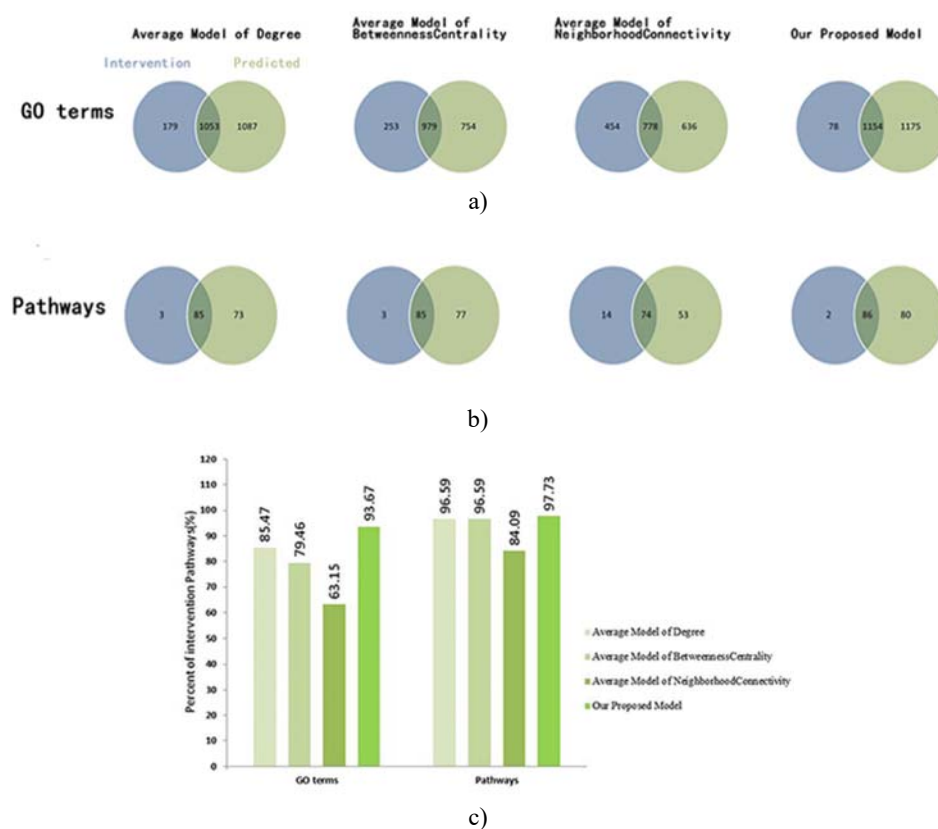 Average Model of Degree
Average Model of
BetweennessCentrality
Average Model of
NeighborhoodConnectivity
Our Proposed Model
Intervention
Predicted
GO terms
179 1053 1087
253 979 754
454 778 636
78 1154 1175
a)
Pathways
3 85 73
3 85 77
14 74 53
2 86 80
b)
Percent of intervention Pathways(%)
120
110
100
90
80
70
60
50
40
30
20
10
0
85.47
79.46
63.15
93.67
96.59
96.59
84.09
97.73
GO terms
Pathways
Average Model of Degree
Average Model of BetweennessCentrality
Average Model of NeighborhoodConnectivity
Our Proposed Model
c)